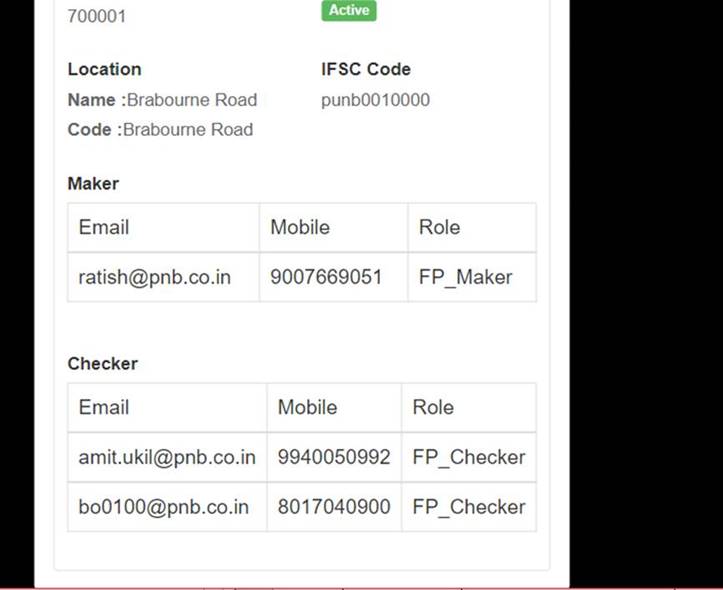 700001 Active
Location IFSC Code
Name :Brabourne Road punb0010000
Code :Brabourne Road
Maker
Email Mobile Role
ratish@pnb.co.in 9007669051 FP_Maker
Checker
Email Mobile Role
amit.ukil@pnb.co.in 9940050992 FP_Checker
bo0100@pnb.co.in 8017040900 FP_Checker